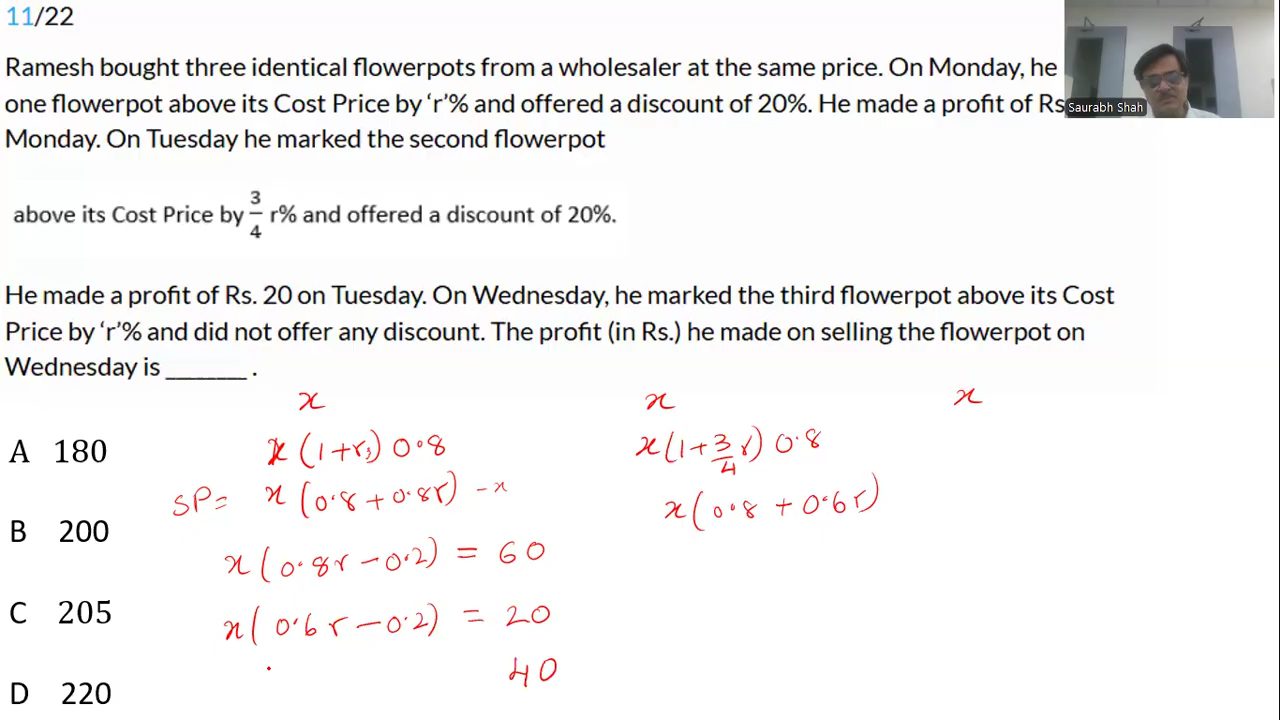 11/22
Ramesh bought three identical flowerpots from a wholesaler at the same price. On Monday, he
one flowerpot above its Cost Price by ‘r’% and offered a discount of 20%. He made a profit of Rs
Saurabh Shah
Monday. On Tuesday he marked the second flowerpot
above its Cost Price by 3/4 r% and offered a discount of 20%.
He made a profit of Rs. 20 on Tuesday. On Wednesday, he marked the third flowerpot above its Cost
Price by ‘r’% and did not offer any discount. The profit (in Rs.) he made on selling the flowerpot on
Wednesday is _______ .
x x x
A 180 x(1+r)0.8 x(1+3/4 r)0.8
SP= x(0.8+0.8r) -x x(0.8+0.6r)
B 200
x(0.8r-0.2) = 60
C 205 x(0.6r-0.2) = 20
40
D 220